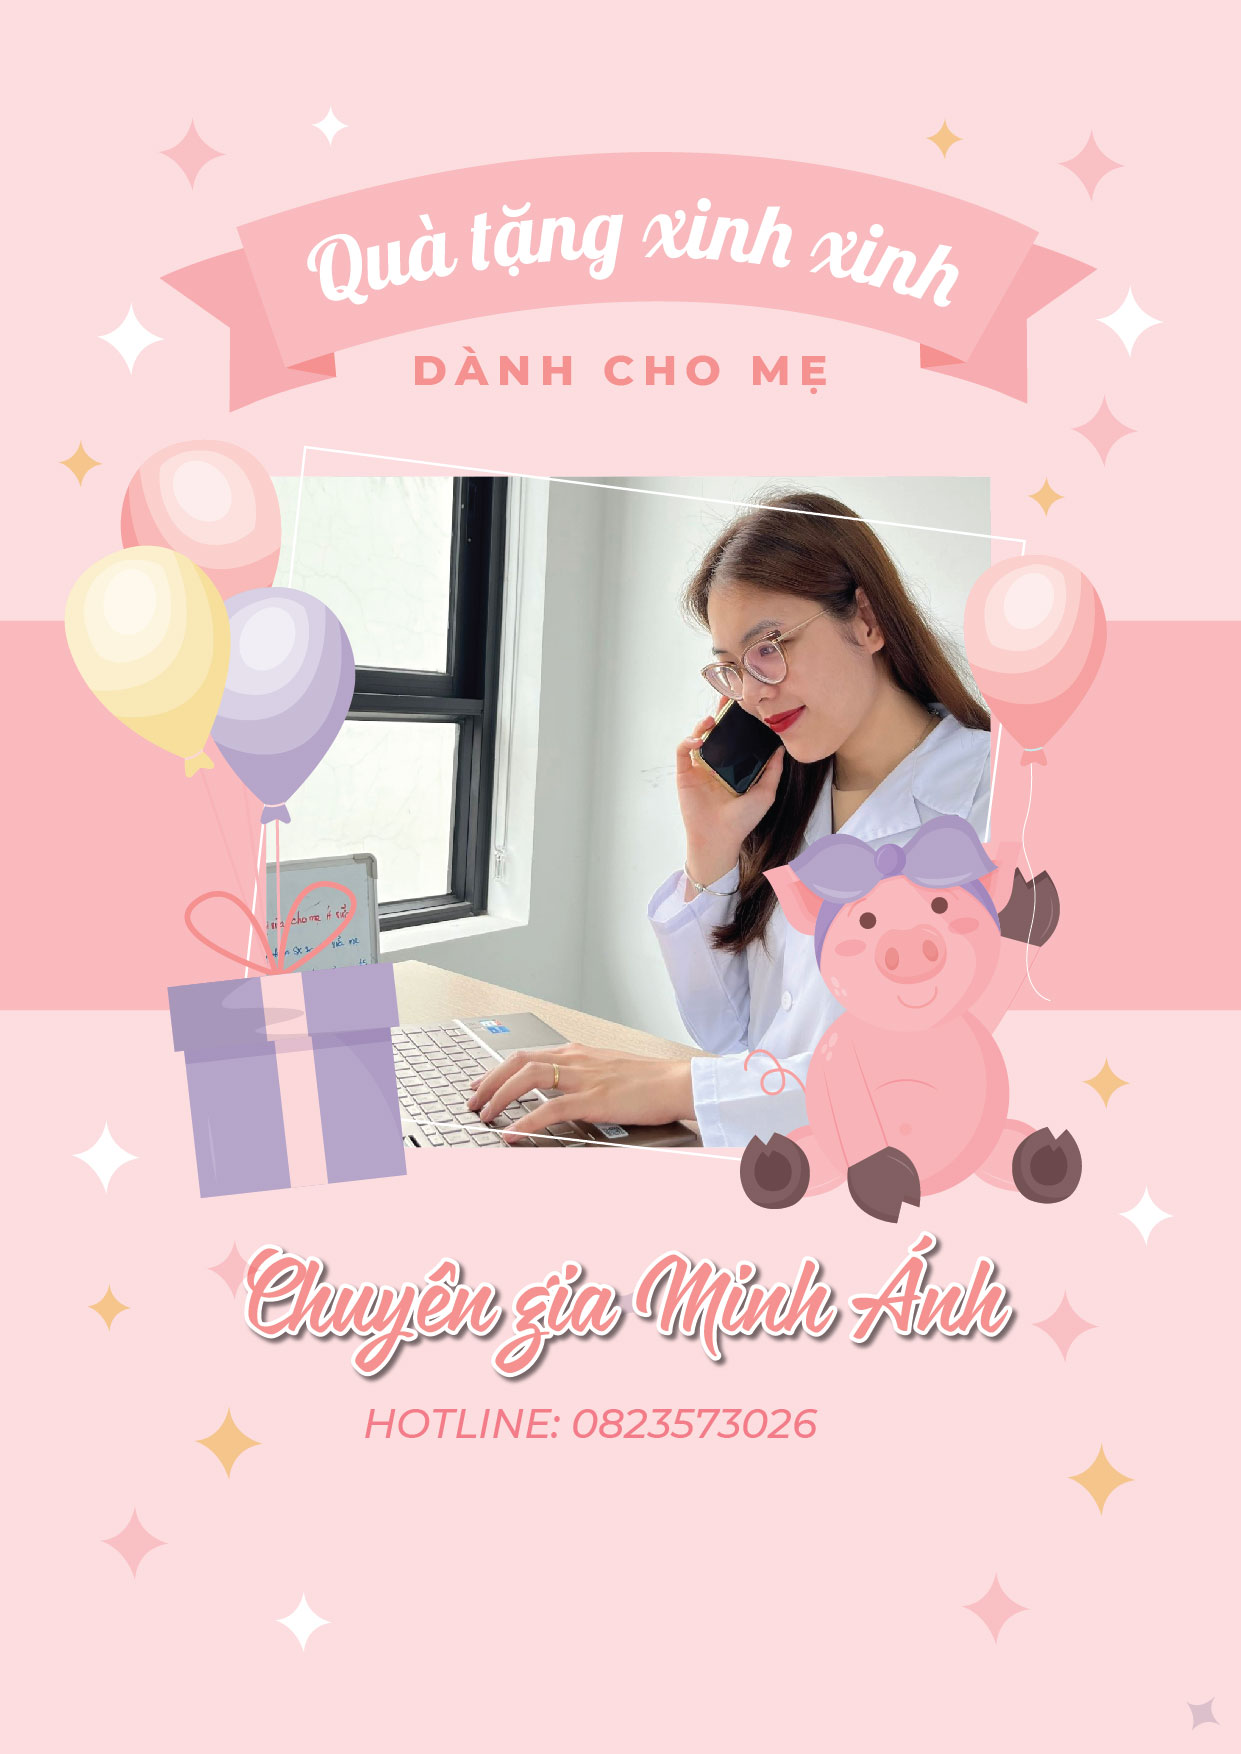 Quà tặng xinh xinh
DÀNH CHO MẸ
Chuyên gia Minh Ánh
HOTLINE: 0823573026